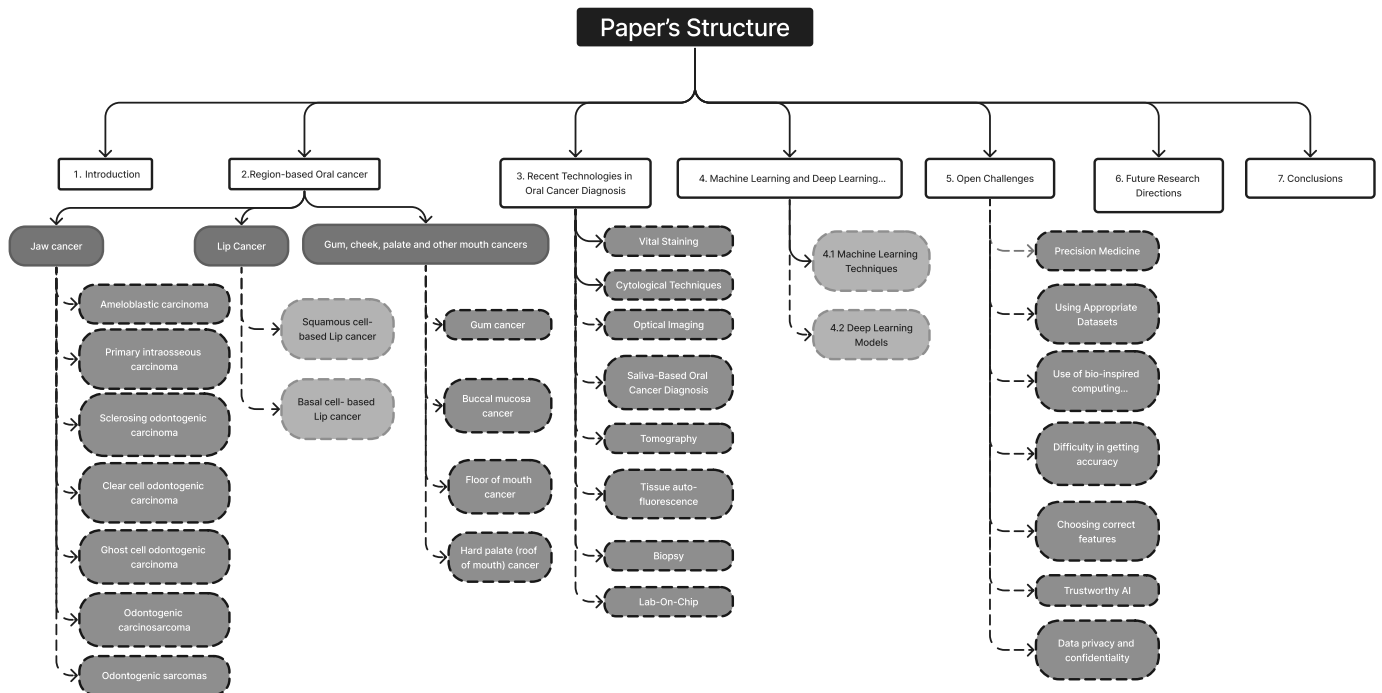 Paper's Structure
1. Introduction
2.Region-based Oral cancer
3. Recent Technologies in
Oral Cancer Diagnosis
4. Machine Learning and Deep Learning...
5. Open Challenges
6. Future Research
Directions
7. Conclusions
Jaw cancer
Ameloblastic carcinoma
Primary intraosseous
carcinoma
Sclerosing odontogenic
carcinoma
Clear cell odontogenic
carcinoma
Ghost cell odontogenic
carcinoma
Odontogenic
carcinosarcoma
Odontogenic sarcomas
Lip Cancer
Squamous cell-
based Lip cancer
Basal cell- based
Lip cancer
Gum, cheek, palate and other mouth cancers
Gum cancer
Buccal mucosa
cancer
Floor of mouth
cancer
Hard palate (roof
of mouth) cancer
Vital Staining
Cytological Techniques
Optical Imaging
Saliva-Based Oral
Cancer Diagnosis
Tomography
Tissue auto-
fluorescence
Biopsy
Lab-On-Chip
4.1 Machine Learning
Techniques
4.2 Deep Learning
Models
Precision Medicine
Using Appropriate
Datasets
Use of bio-inspired
computing...
Difficulty in getting
accuracy
Choosing correct
features
Trustworthy AI
Data privacy and
confidentiality